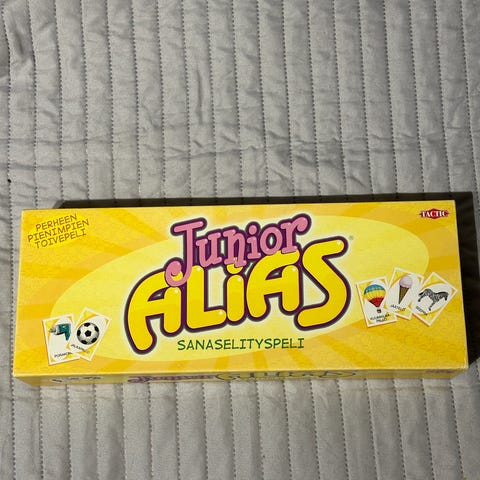 PERHEEN
PIENIMPIEN
TOIVEPELI
TACTIC
Junior
ALIAS®
SANASELITYSPELI